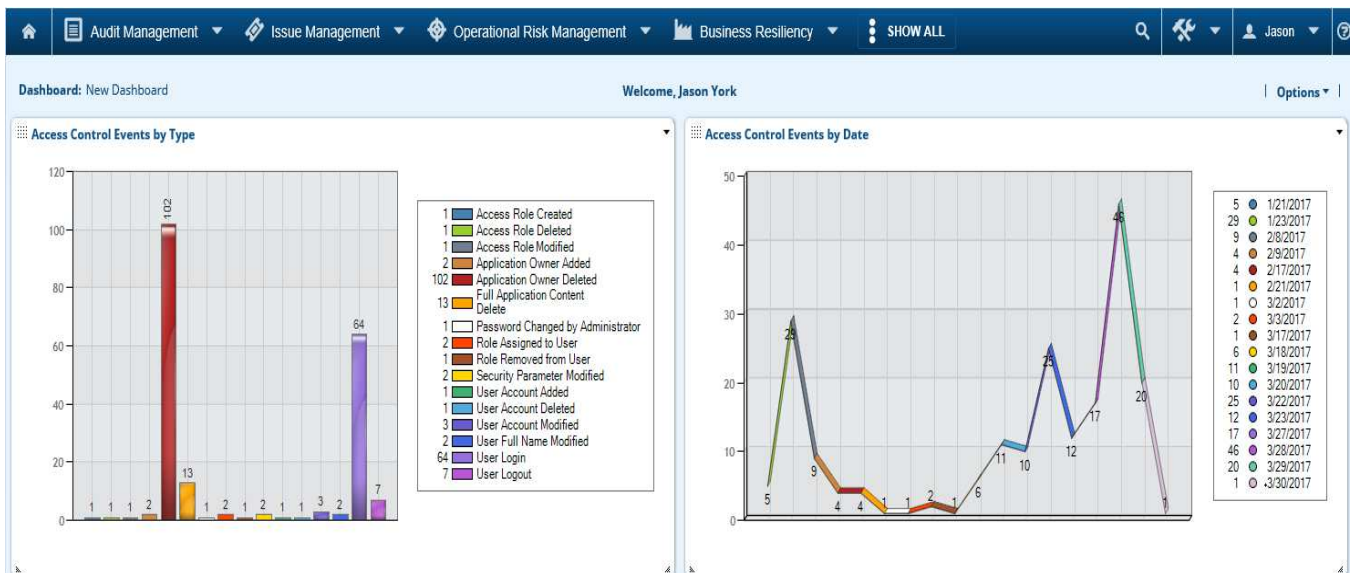 Audit Management
Issue Management
Operational Risk Management
Business Resiliency
SHOW ALL
Jason
Dashboard: New Dashboard
Welcome, Jason York
Options
Access Control Events by Type
120
100
80
60
40
20
0
1
1
1
2
102
13
1
2
1
2
1
1
3
2
64
7
1 Access Role Created
1 Access Role Deleted
1 Access Role Modified
2 Application Owner Added
102 Application Owner Deleted
13 Full Application Content
Delete
1 Password Changed by Administrator
2 Role Assigned to User
1 Role Removed from User
2 Security Parameter Modified
1 User Account Added
1 User Account Deleted
3 User Account Modified
2 User Full Name Modified
64 User Login
7 User Logout
Access Control Events by Date
50
40
30
20
10
0
5
29
9
4
4
1
1
2
1
6
11
10
25
12
17
46
20
1
5 1/21/2017
29 1/23/2017
9 2/8/2017
4 2/9/2017
4 2/17/2017
1 2/21/2017
1 3/2/2017
2 3/3/2017
1 3/17/2017
6 3/18/2017
11 3/19/2017
10 3/20/2017
25 3/22/2017
12 3/23/2017
17 3/27/2017
46 3/28/2017
20 3/29/2017
1 3/30/2017